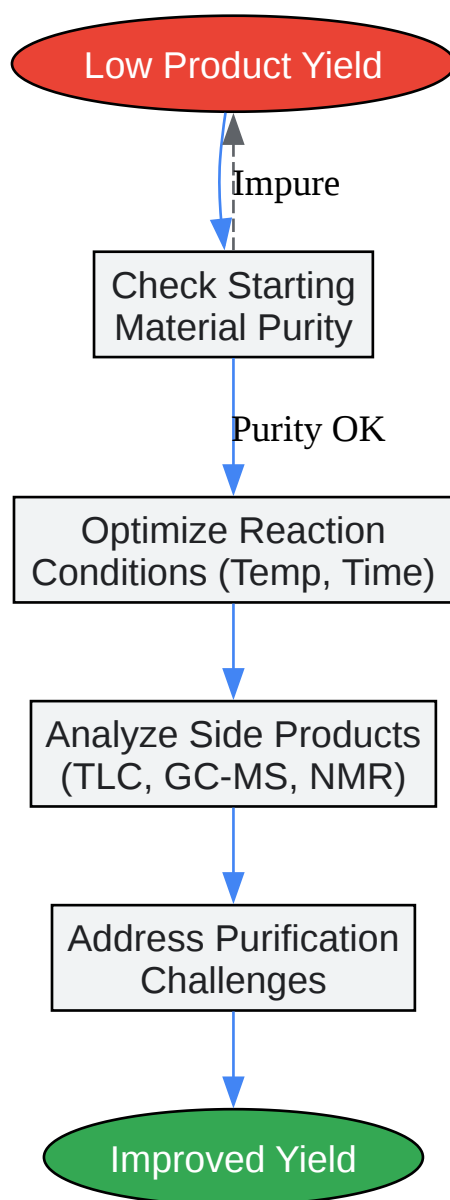 Low Product Yield
Impure
Check Starting
Material Purity
Purity OK
Optimize Reaction
Conditions (Temp, Time)
Analyze Side Products
(TLC, GC-MS, NMR)
Address Purification
Challenges
Improved Yield